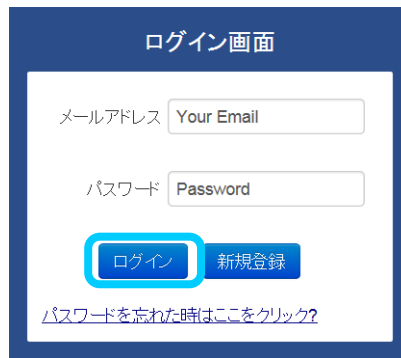 ログイン画面
メールアドレス Your Email
パスワード Password
ログイン 新規登録
パスワードを忘れた時はここをクリック?